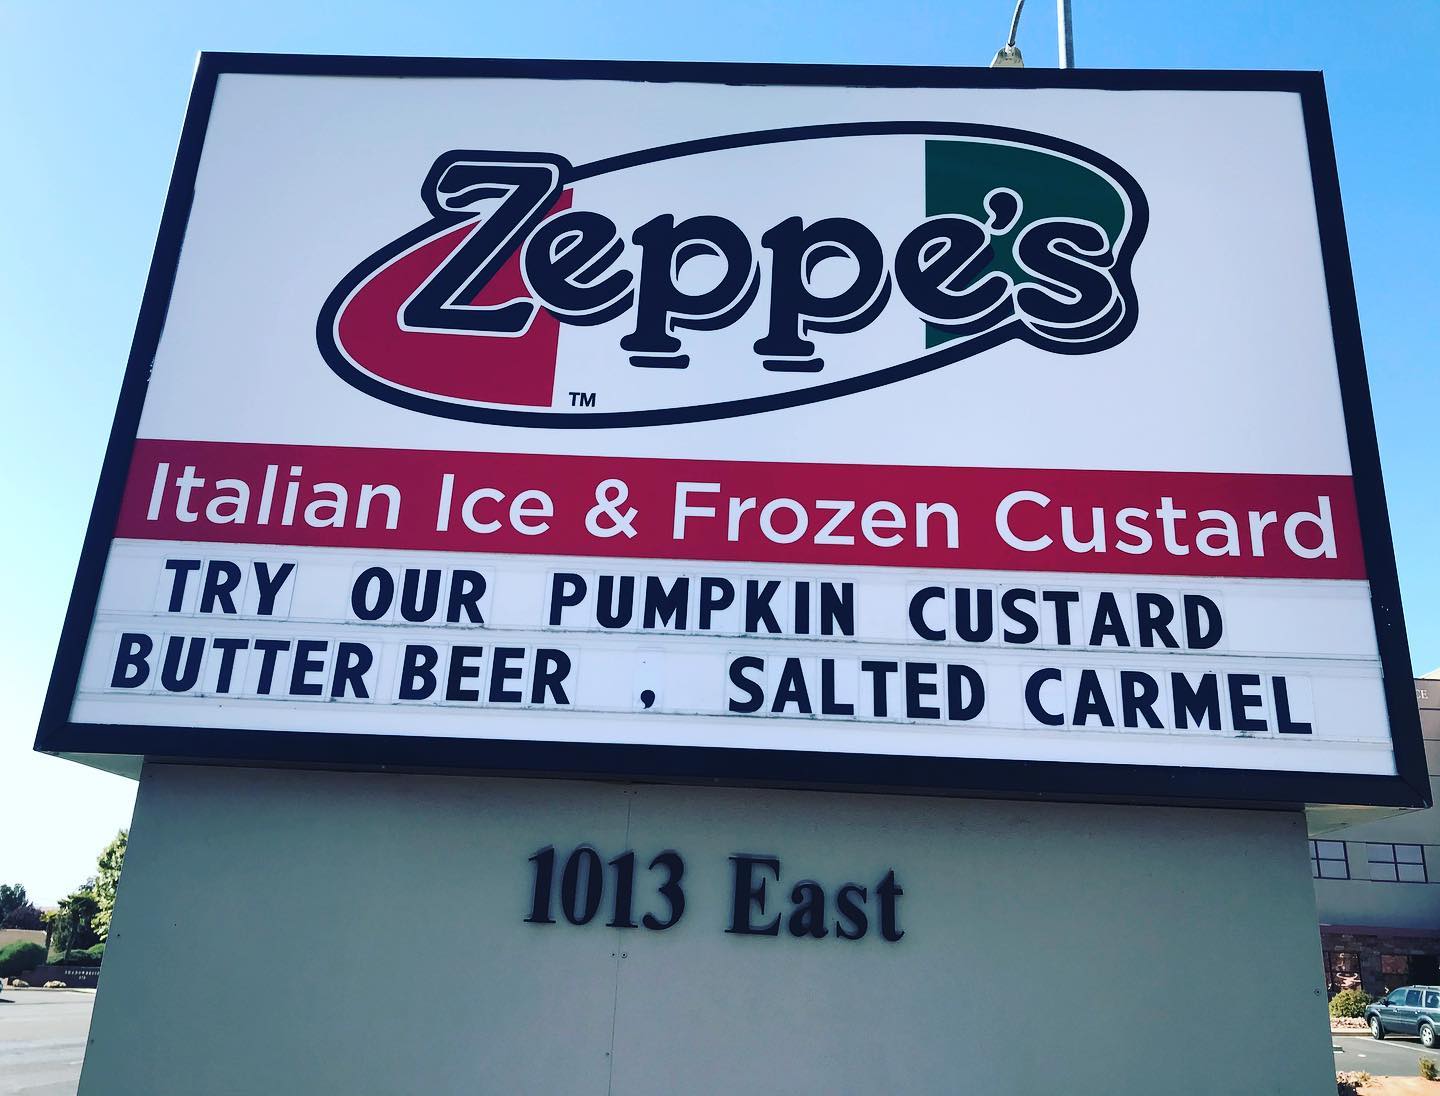 Zeppe's
TM
Italian Ice & Frozen Custard
TRY OUR PUMPKIN CUSTARD
BUTTER BEER , SALTED CARMEL
1013 East